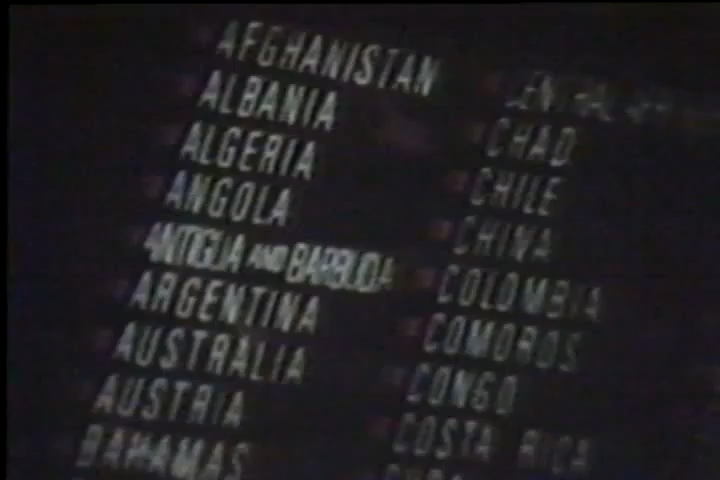 AFGHANISTAN
ALBANIA
ALGERIA
ANGOLA
ANTIGUA AND BARBUDA
ARGENTINA
AUSTRALIA
AUSTRIA
BAHAMAS
CENTRAL
CHAD
CHILE
CHINA
COLOMBIA
COMOROS
CONGO
COSTA RICA